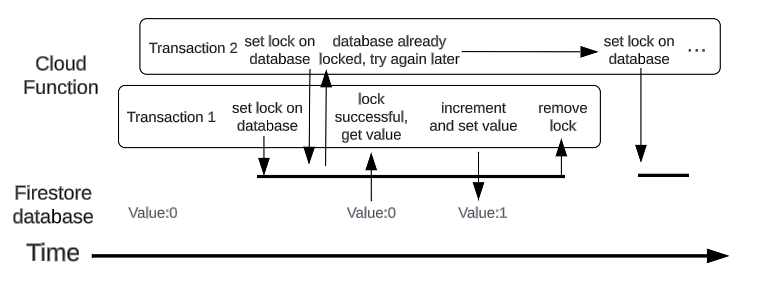 Cloud
Function
Transaction 2
set lock on
database
database already
locked, try again later
set lock on
database
...
Transaction 1
set lock on
database
lock
successful,
get value
increment
and set value
remove
lock
Firestore
database
Value:0
Value:0
Value:1
Time